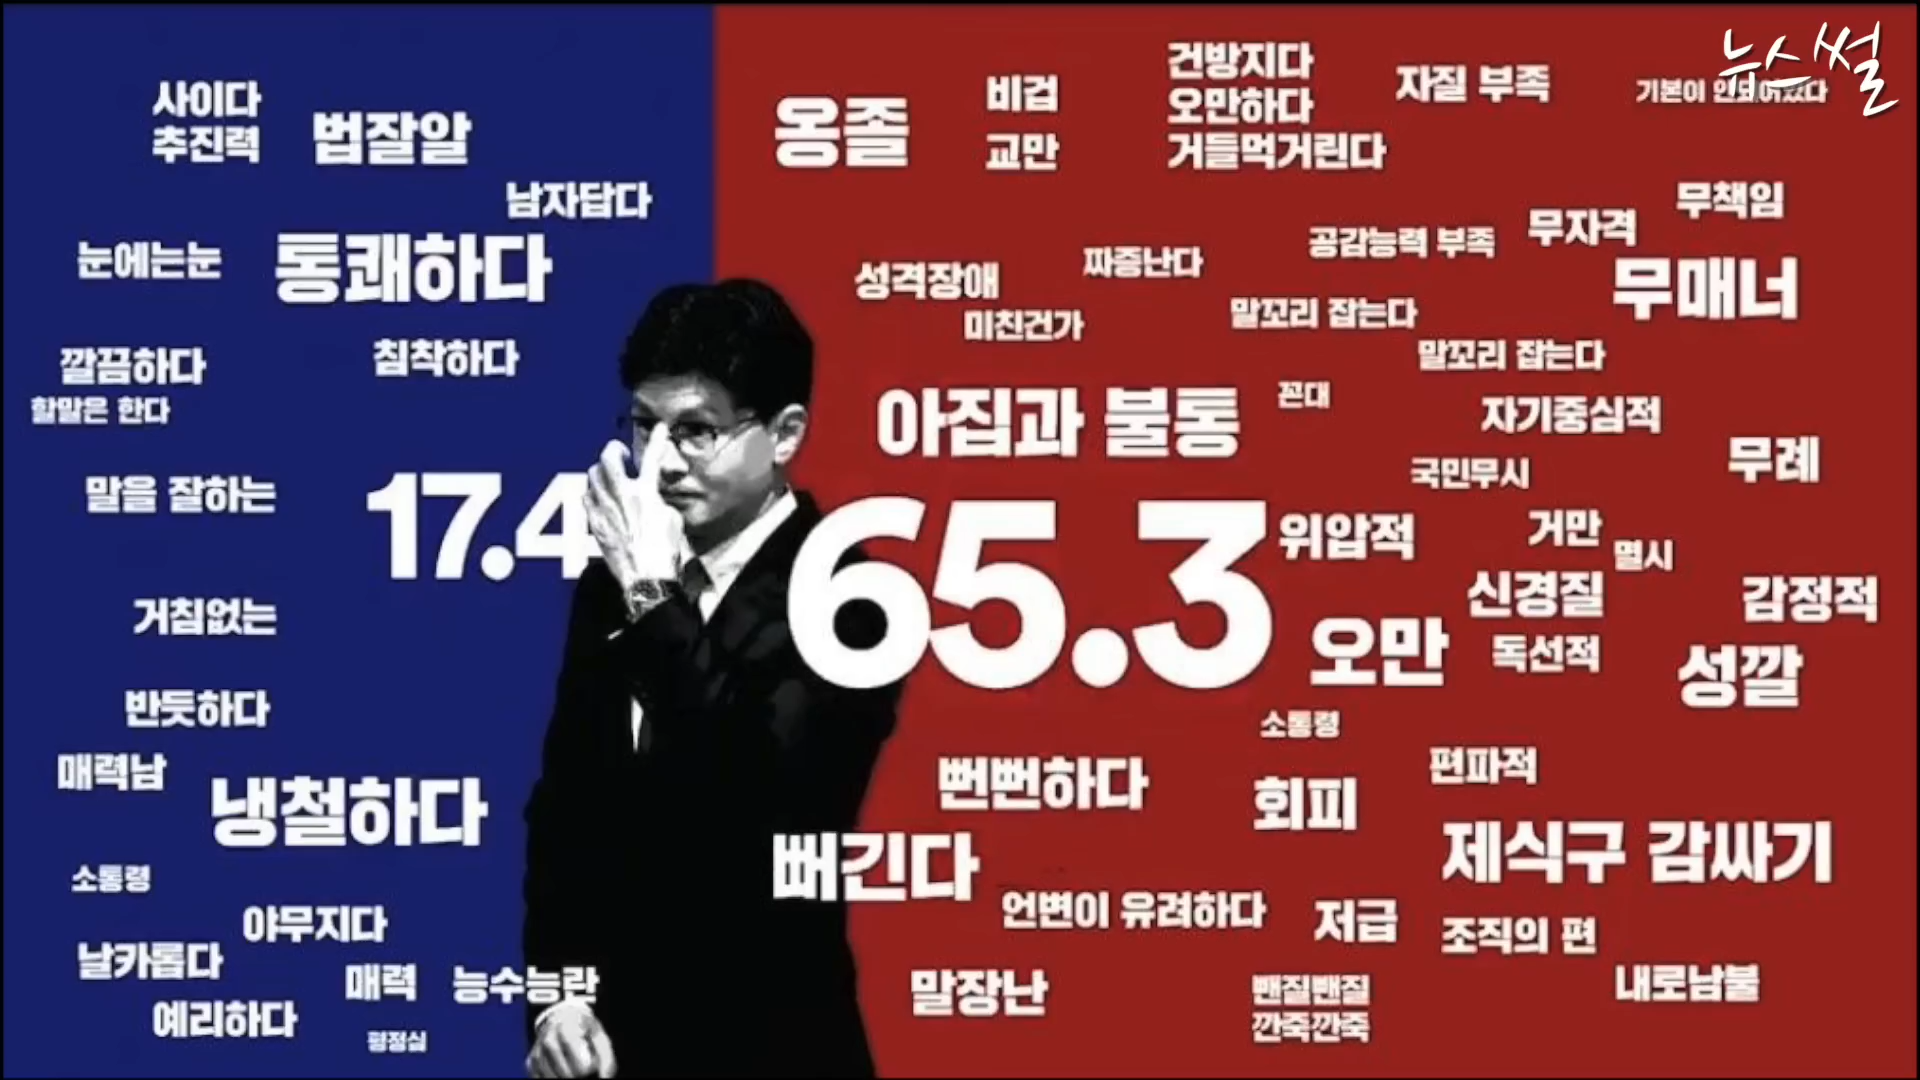 뉴스썰
사이다
추진력
법잘알
남자답다
눈에는눈
통쾌하다
깔끔하다
침착하다
할말은 한다
말을 잘하는
17.4
거침없는
반듯하다
매력남
냉철하다
소통령
야무지다
날카롭다
매력
능수능란
예리하다
평정심
옹졸
비겁
교만
건방지다
오만하다
거들먹거린다
자질 부족
기본이
무책임
무자격
공감능력 부족
짜증난다
성격장애
무매너
미친건가
말꼬리 잡는다
말꼬리 잡는다
아집과 불통
꼰대
자기중심적
무례
국민무시
65.3
위압적
거만
멸시
신경질
감정적
오만
독선적
성깔
소통령
뻔뻔하다
회피
편파적
뻐긴다
제식구 감싸기
언변이 유려하다
저급
조직의 편
말장난
뺀질뺀질
깐죽깐죽
내로남불